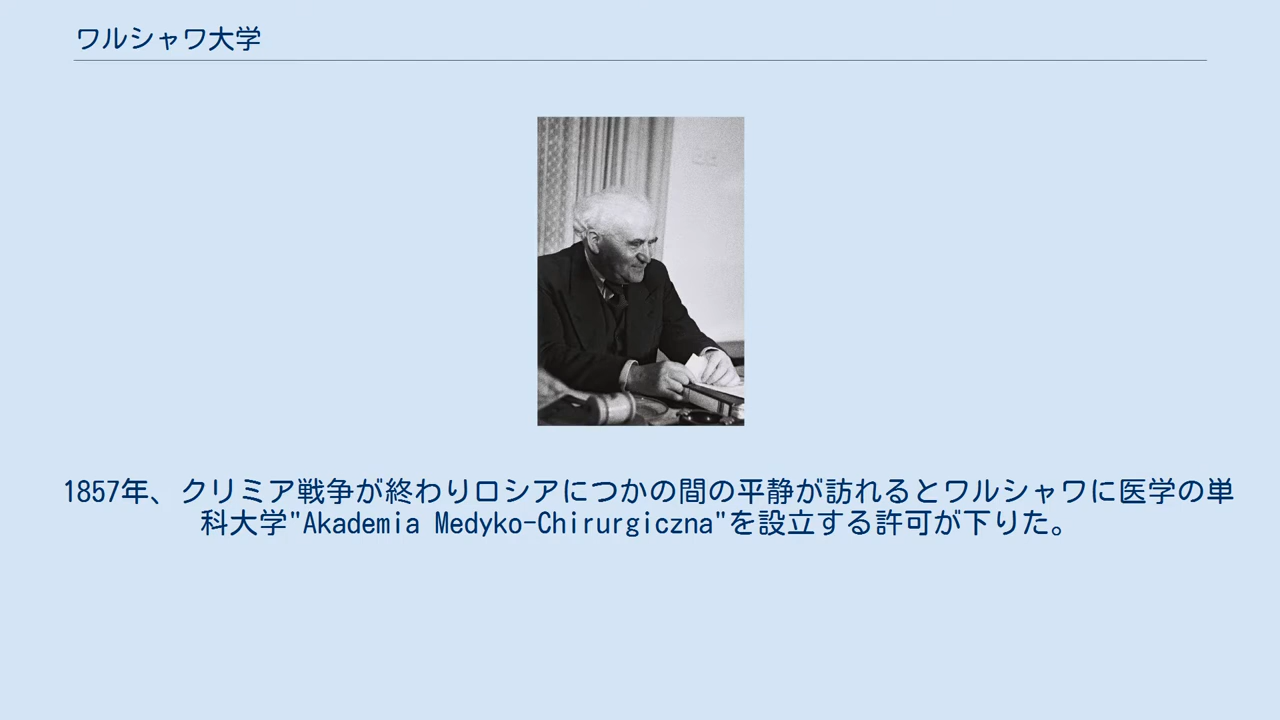 ワルシャワ大学
1857年、クリミア戦争が終わりロシアにつかの間の平静が訪れるとワルシャワに医学の単
科大学"Akademia Medyko-Chirurgiczna"を設立する許可が下りた。